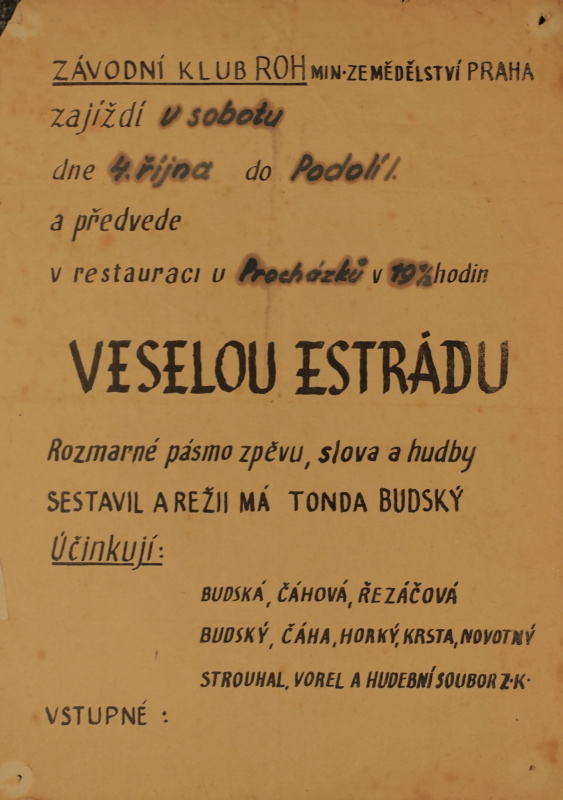 ZÁVODNÍ KLUB ROH MIN·ZEMĚDĚLSTVÍ PRAHA
zajíždí v sobotu
dne 4. října do Podolí I.
a předvede
v restauraci u Procházků v 19½ hodin
VESELOU ESTRÁDU
Rozmarné pásmo zpěvu, slova a hudby
SESTAVIL A REŽII MÁ TONDA BUDSKÝ
Účinkují:
BUDSKÁ, ČÁHOVÁ, ŘEZÁČOVÁ
BUDSKÝ, ČÁHA, HORKÝ, KRSTA, NOVOTNÝ
STROUHAL, VOREL A HUDEBNÍ SOUBOR Z·K·
VSTUPNÉ :